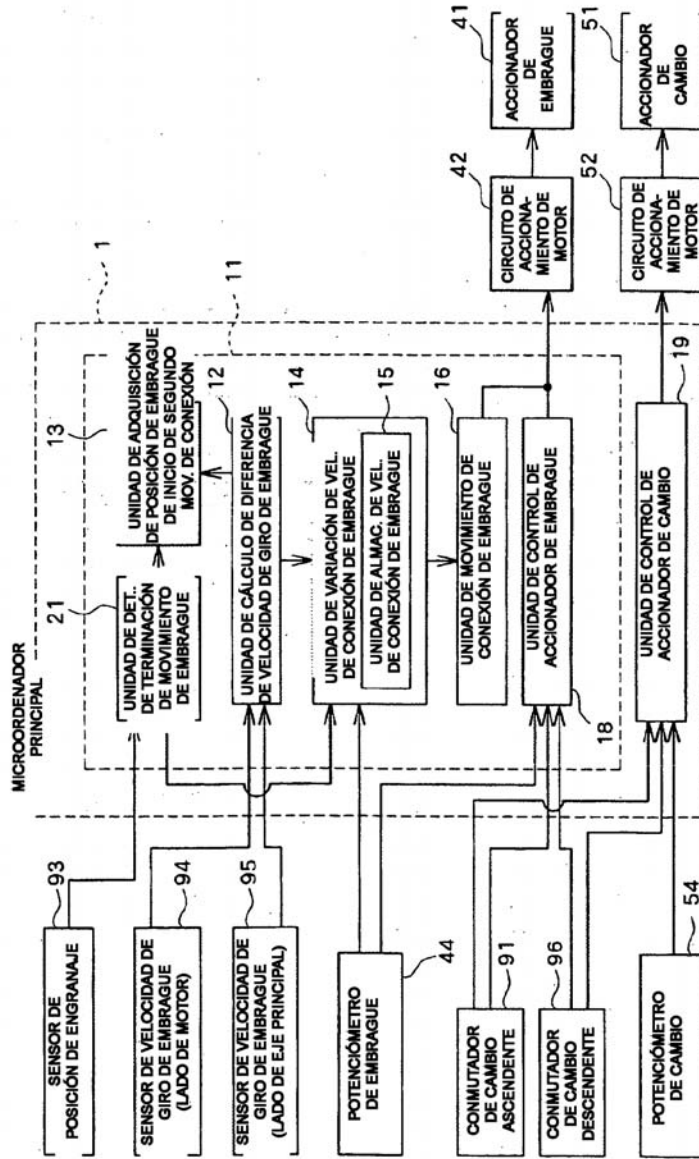 MICROORDENADOR
PRINCIPAL
1
11
93
SENSOR DE
POSICIÓN DE ENGRANAJE
94
SENSOR DE VELOCIDAD DE
GIRO DE EMBRAGUE
(LADO DE MOTOR)
95
SENSOR DE VELOCIDAD DE
GIRO DE EMBRAGUE
(LADO DE EJE PRINCIPAL)
44
POTENCIÓMETRO
DE EMBRAGUE
91
CONMUTADOR
DE CAMBIO
ASCENDENTE
96
CONMUTADOR
DE CAMBIO
DESCENDENTE
54
POTENCIÓMETRO
DE CAMBIO
21
UNIDAD DE DET..
DE TERMINACIÓN
DE MOVIMIENTO
DE EMBRAGUE
13
UNIDAD DE ADQUISICIÓN
DE POSICIÓN DE EMBRAGUE
DE INICIO DE SEGUNDO
MOV. DE CONEXIÓN
12
UNIDAD DE CÁLCULO DE DIFERENCIA
DE VELOCIDAD DE GIRO DE EMBRAGUE
14
UNIDAD DE VARIACIÓN DE VEL.
DE CONEXIÓN DE EMBRAGUE
15
UNIDAD DE ALMAC. DE VEL.
DE CONEXIÓN DE EMBRAGUE
16
UNIDAD DE MOVIMIENTO DE
CONEXIÓN DE EMBRAGUE
18
UNIDAD DE CONTROL DE
ACCIONADOR DE EMBRAGUE
19
UNIDAD DE CONTROL DE
ACCIONADOR DE CAMBIO
42
CIRCUITO DE
ACCIONA-
MIENTO DE
MOTOR
41
ACCIONADOR
DE
EMBRAGUE
52
CIRCUITO DE
ACCIONA-
MIENTO DE
MOTOR
51
ACCIONADOR
DE
CAMBIO